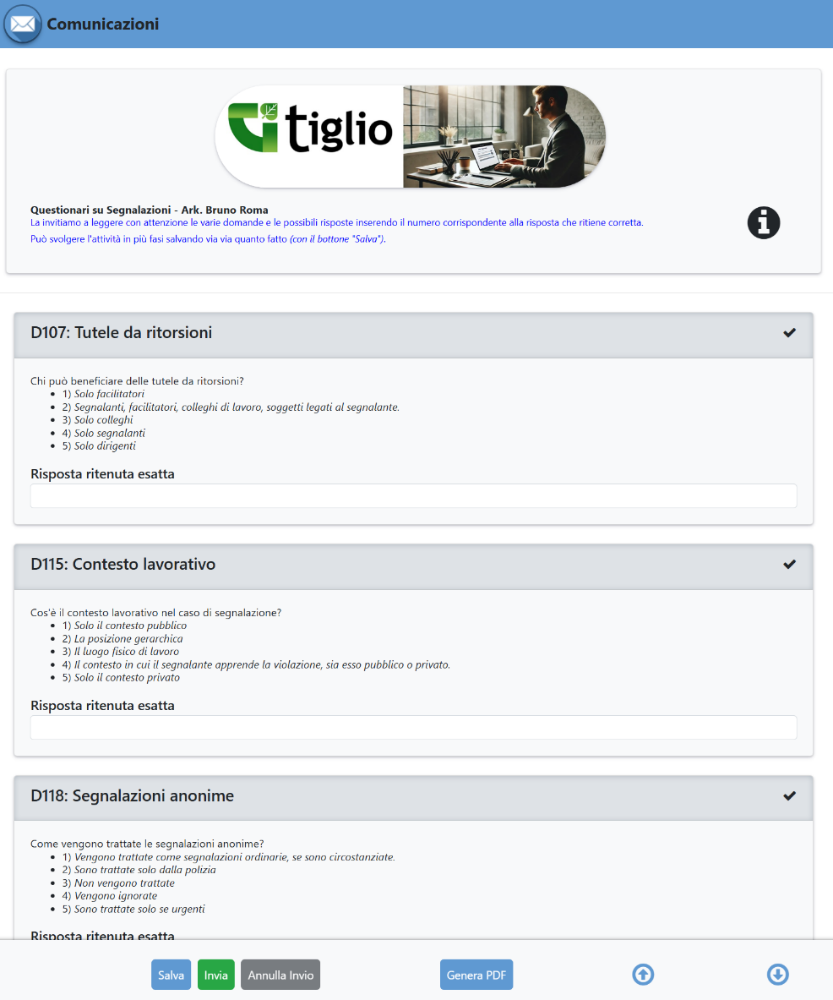 Comunicazioni
tiglio
Questionari su Segnalazioni - Ark. Bruno Roma
La invitiamo a leggere con attenzione le varie domande e le possibili risposte inserendo il numero corrispondente alla risposta che ritiene corretta.
Può svolgere l'attività in più fasi salvando via via quanto fatto (con il bottone "Salva").
D107: Tutele da ritorsioni
Chi può beneficiare delle tutele da ritorsioni?
• 1) Solo facilitatori
• 2) Segnalanti, facilitatori, colleghi di lavoro, soggetti legati al segnalante.
• 3) Solo colleghi
• 4) Solo segnalanti
• 5) Solo dirigenti
Risposta ritenuta esatta
D115: Contesto lavorativo
Cos'è il contesto lavorativo nel caso di segnalazione?
• 1) Solo il contesto pubblico
• 2) La posizione gerarchica
• 3) Il luogo fisico di lavoro
• 4) Il contesto in cui il segnalante apprende la violazione, sia esso pubblico o privato.
• 5) Solo il contesto privato
Risposta ritenuta esatta
D118: Segnalazioni anonime
Come vengono trattate le segnalazioni anonime?
• 1) Vengono trattate come segnalazioni ordinarie, se sono circostanziate.
• 2) Sono trattate solo dalla polizia
• 3) Non vengono trattate
• 4) Vengono ignorate
• 5) Sono trattate solo se urgenti
Risposta ritenuta esatta
Salva Invia Annulla Invio Genera PDF